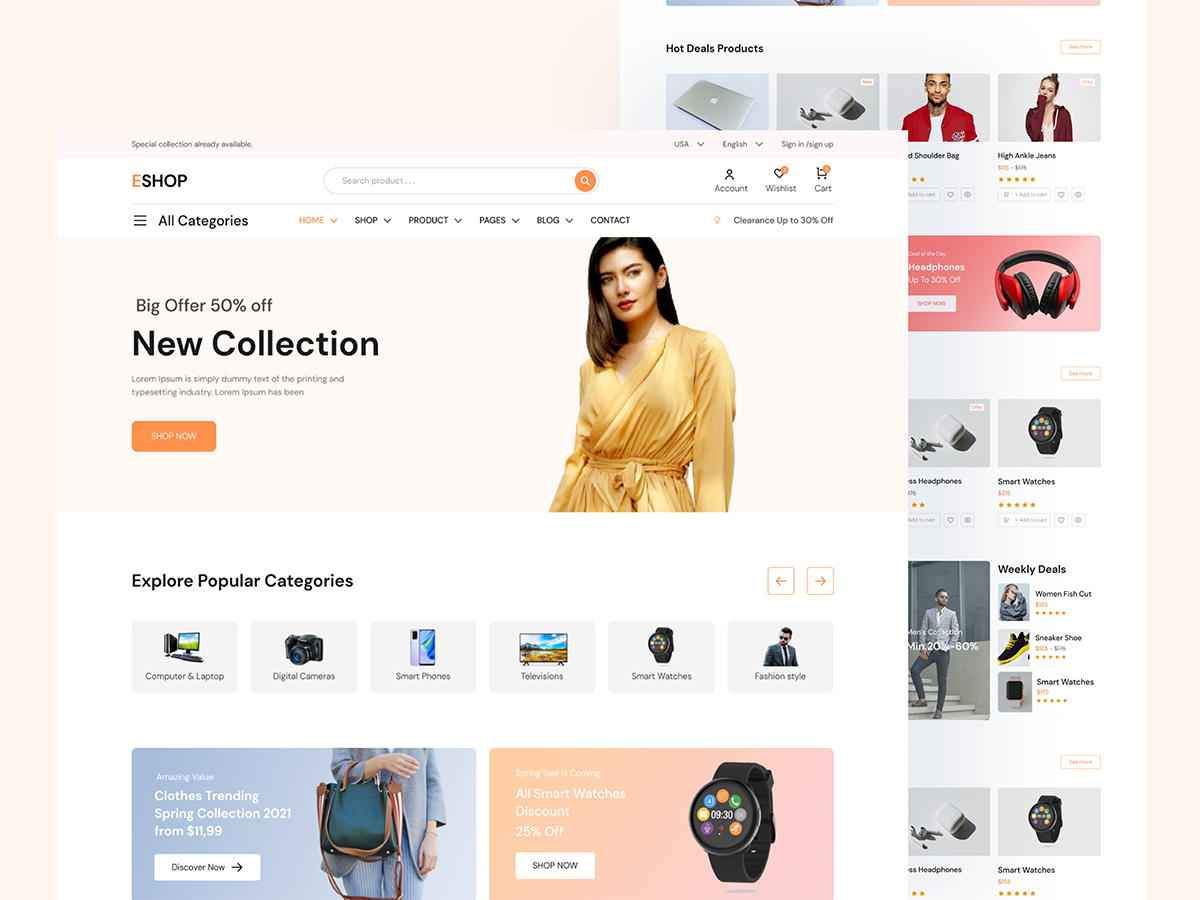 Special collection already available.
USA
English
Sign in /sign up
ESHOP
Search product . . .
Account
Wishlist
Cart
All Categories
HOME
SHOP
PRODUCT
PAGES
BLOG
CONTACT
Clearance Up to 30% Off
Big Offer 50% off
New Collection
Lorem Ipsum is simply dummy text of the printing and
typesetting industry. Lorem Ipsum has been
SHOP NOW
Explore Popular Categories
Computer & Laptop
Digital Cameras
Smart Phones
Televisions
Smart Watches
Fashion style
Amazing Value
Clothes Trending
Spring Collection 2021
from $11,99
Discover Now
Spring Sale is Coming
All Smart Watches
Discount
25% Off
SHOP NOW
09:30
Hot Deals Products
See more
New
Offer
d Shoulder Bag
High Ankle Jeans
$115 - $175
Add to cart
+ Add to cart
Deal of the Day
Headphones
Up To 30% Off
SHOP NOW
See more
Offer
ss Headphones
Smart Watches
$215
Add to cart
+ Add to cart
Men's Collection
Min.20%-60%
Weekly Deals
Women Fish Cut
$125
Sneaker Shoe
$125 - $175
Smart Watches
$175
See more
ss Headphones
Smart Watches
$155